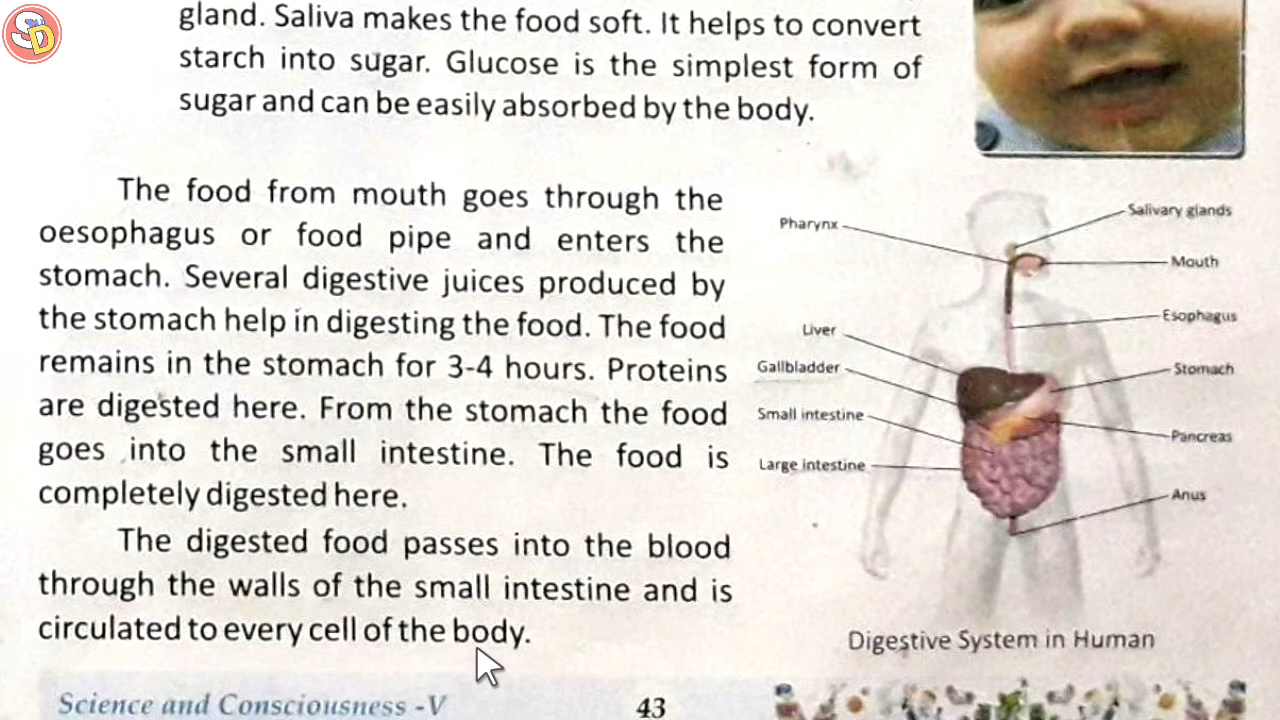 SD
gland. Saliva makes the food soft. It helps to convert
starch into sugar. Glucose is the simplest form of
sugar and can be easily absorbed by the body.
The food from mouth goes through the
oesophagus or food pipe and enters the
stomach. Several digestive juices produced by
the stomach help in digesting the food. The food
remains in the stomach for 3-4 hours. Proteins
are digested here. From the stomach the food
goes into the small intestine. The food is
completely digested here.
The digested food passes into the blood
through the walls of the small intestine and is
circulated to every cell of the body.
Pharynx
Liver
Gallbladder
Small intestine
Large intestine
Salivary glands
Mouth
Esophagus
Stomach
Pancreas
Anus
Digestive System in Human
Science and Consciousness -V
43